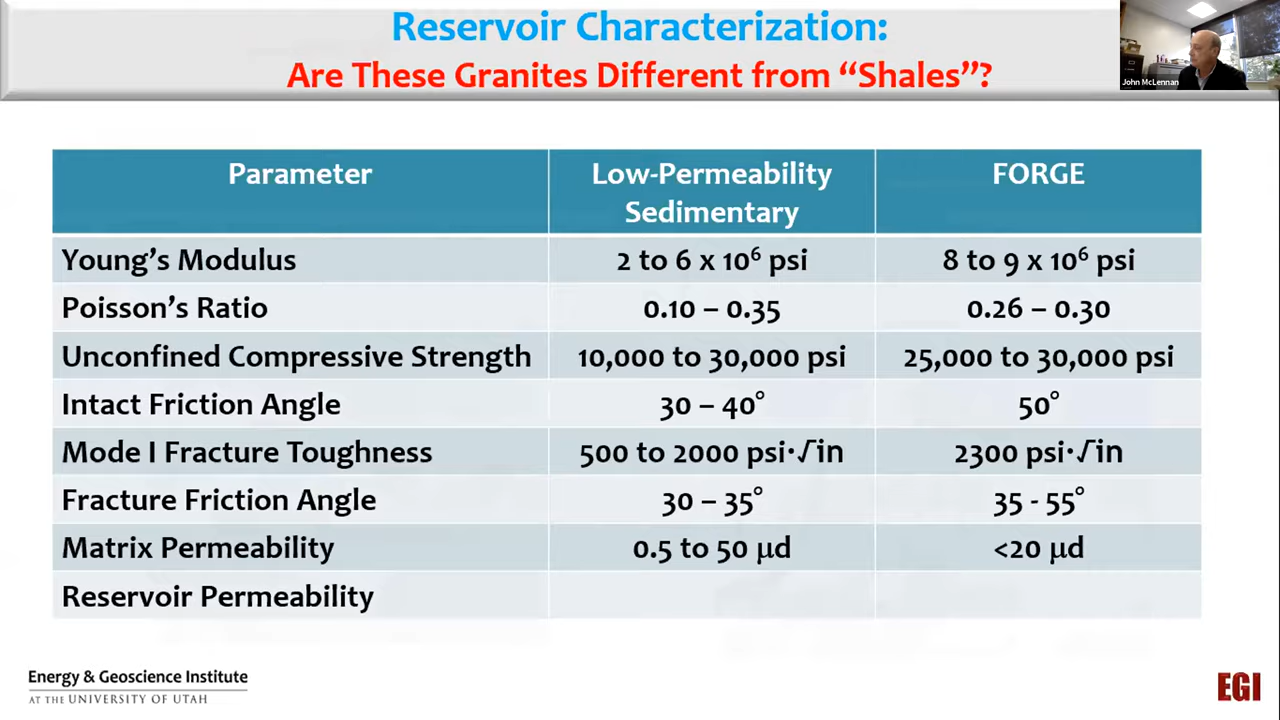 Reservoir Characterization:
Are These Granites Different from “Shales”?
John McLennan
Parameter
Low-Permeability
Sedimentary
FORGE
Young’s Modulus 2 to 6 x 10⁶ psi 8 to 9 x 10⁶ psi
Poisson’s Ratio 0.10 – 0.35 0.26 – 0.30
Unconfined Compressive Strength 10,000 to 30,000 psi 25,000 to 30,000 psi
Intact Friction Angle 30 – 40° 50°
Mode I Fracture Toughness 500 to 2000 psi·√in 2300 psi·√in
Fracture Friction Angle 30 – 35° 35 - 55°
Matrix Permeability 0.5 to 50 μd <20 μd
Reservoir Permeability
Energy & Geoscience Institute
AT THE UNIVERSITY OF UTAH
EGI